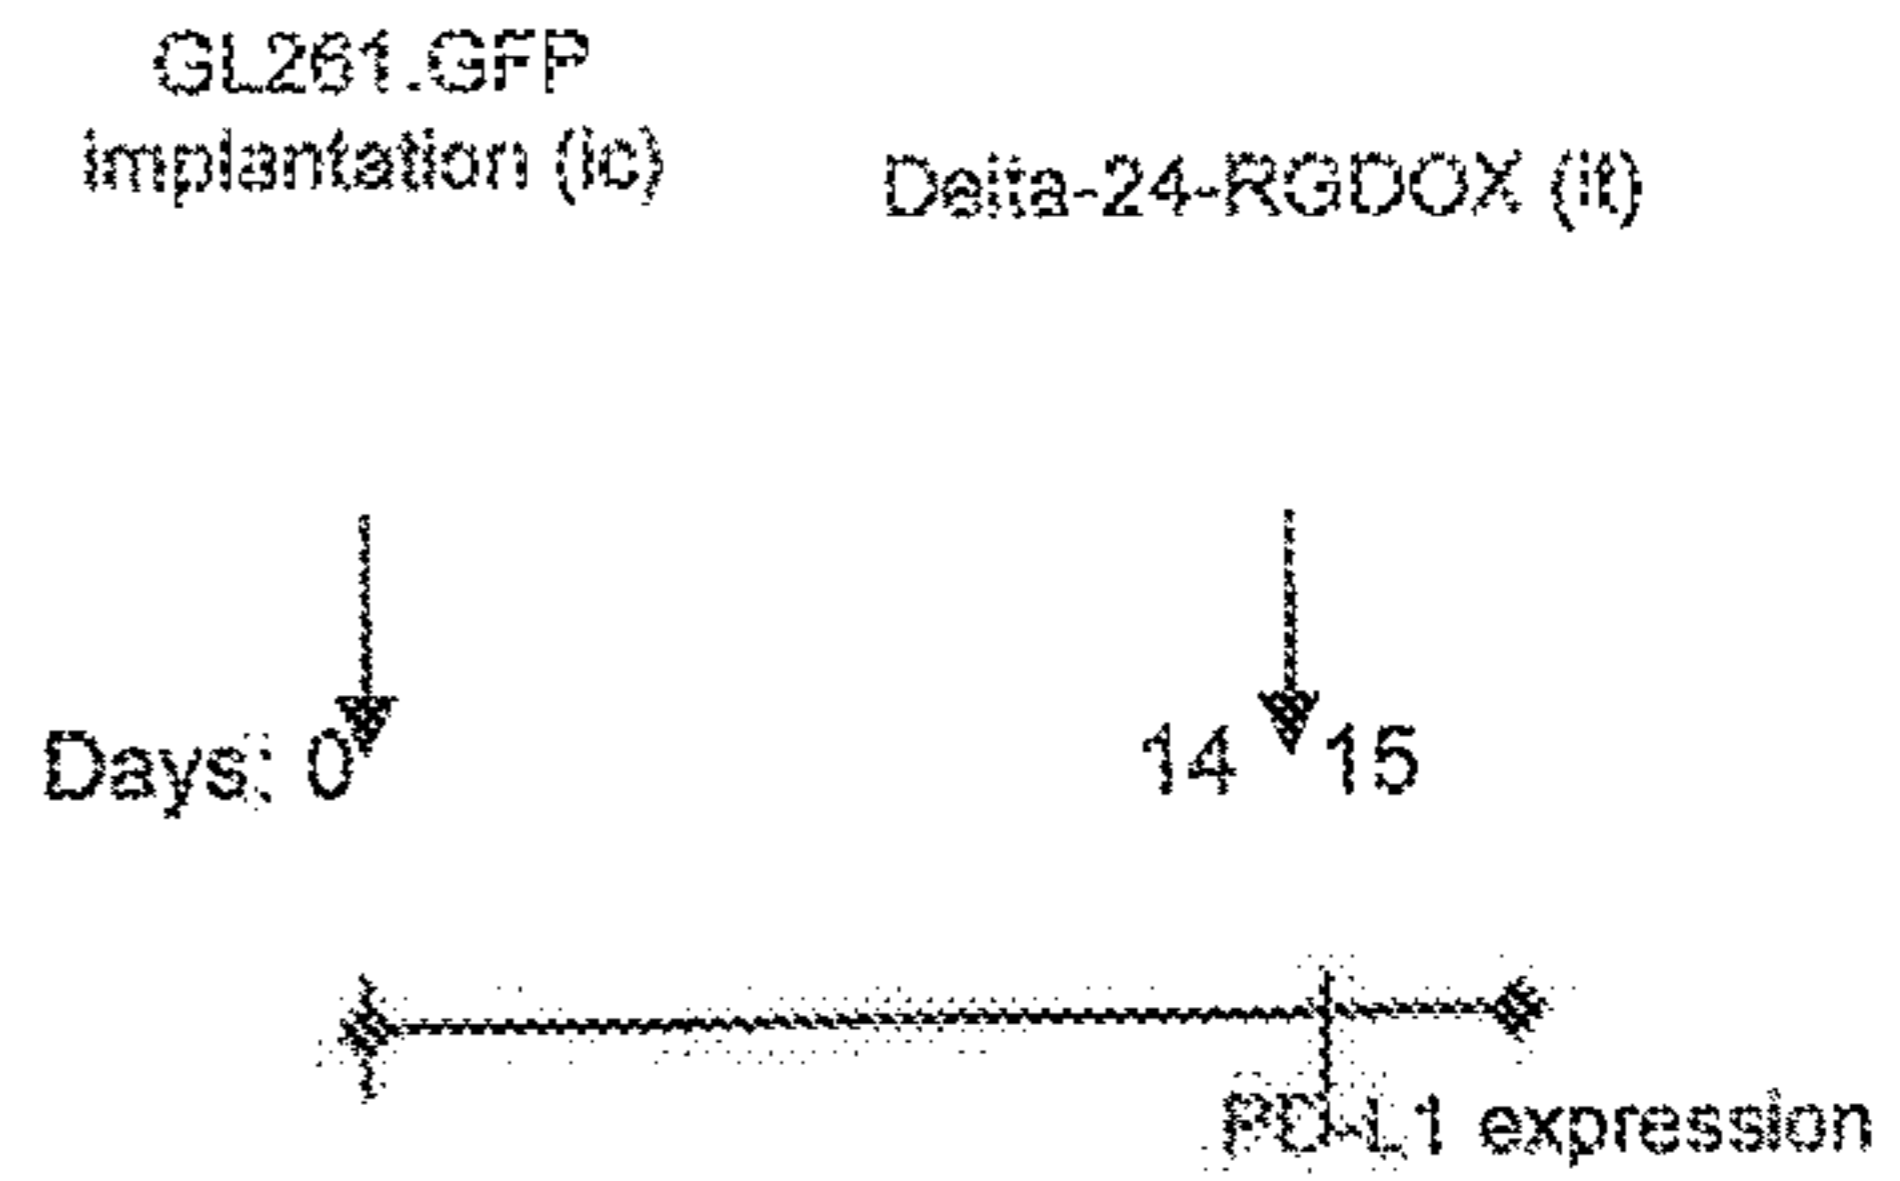 GL261.GFP
implantation (ic)
Delta-24-RGDOX (it)
Days: 0 14 15
PD-L1 expression